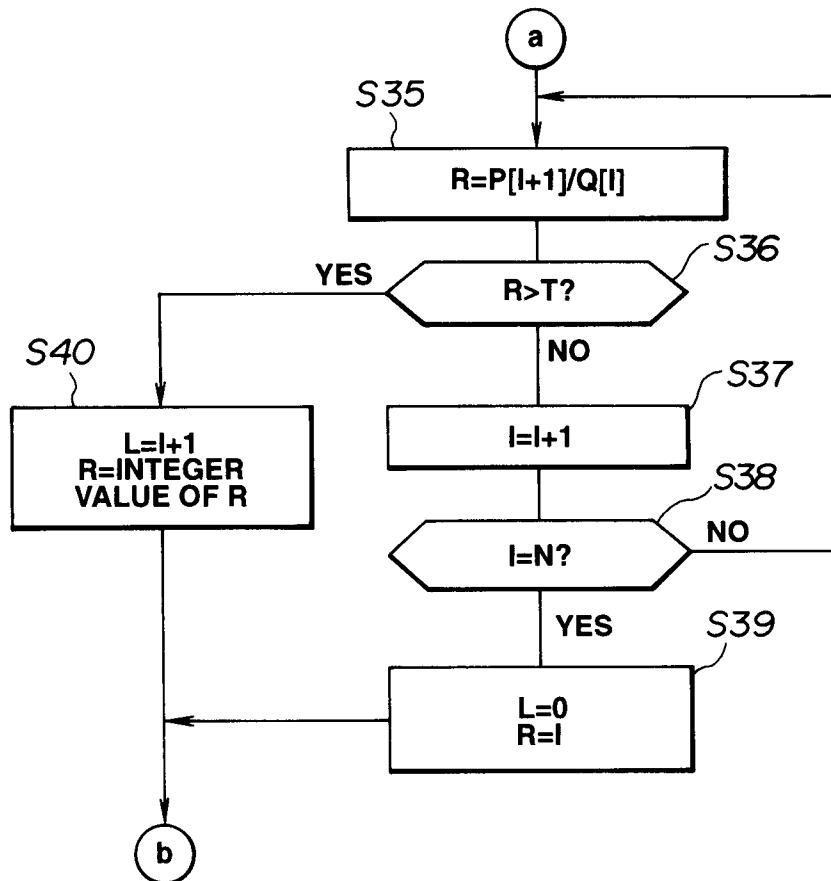 a
S35
R=P[I+1]/Q[I]
S36
YES
R>T?
NO
S40
S37
L=I+1
R=INTEGER
VALUE OF R
I=I+1
S38
I=N?
NO
YES
S39
L=0
R=I
b